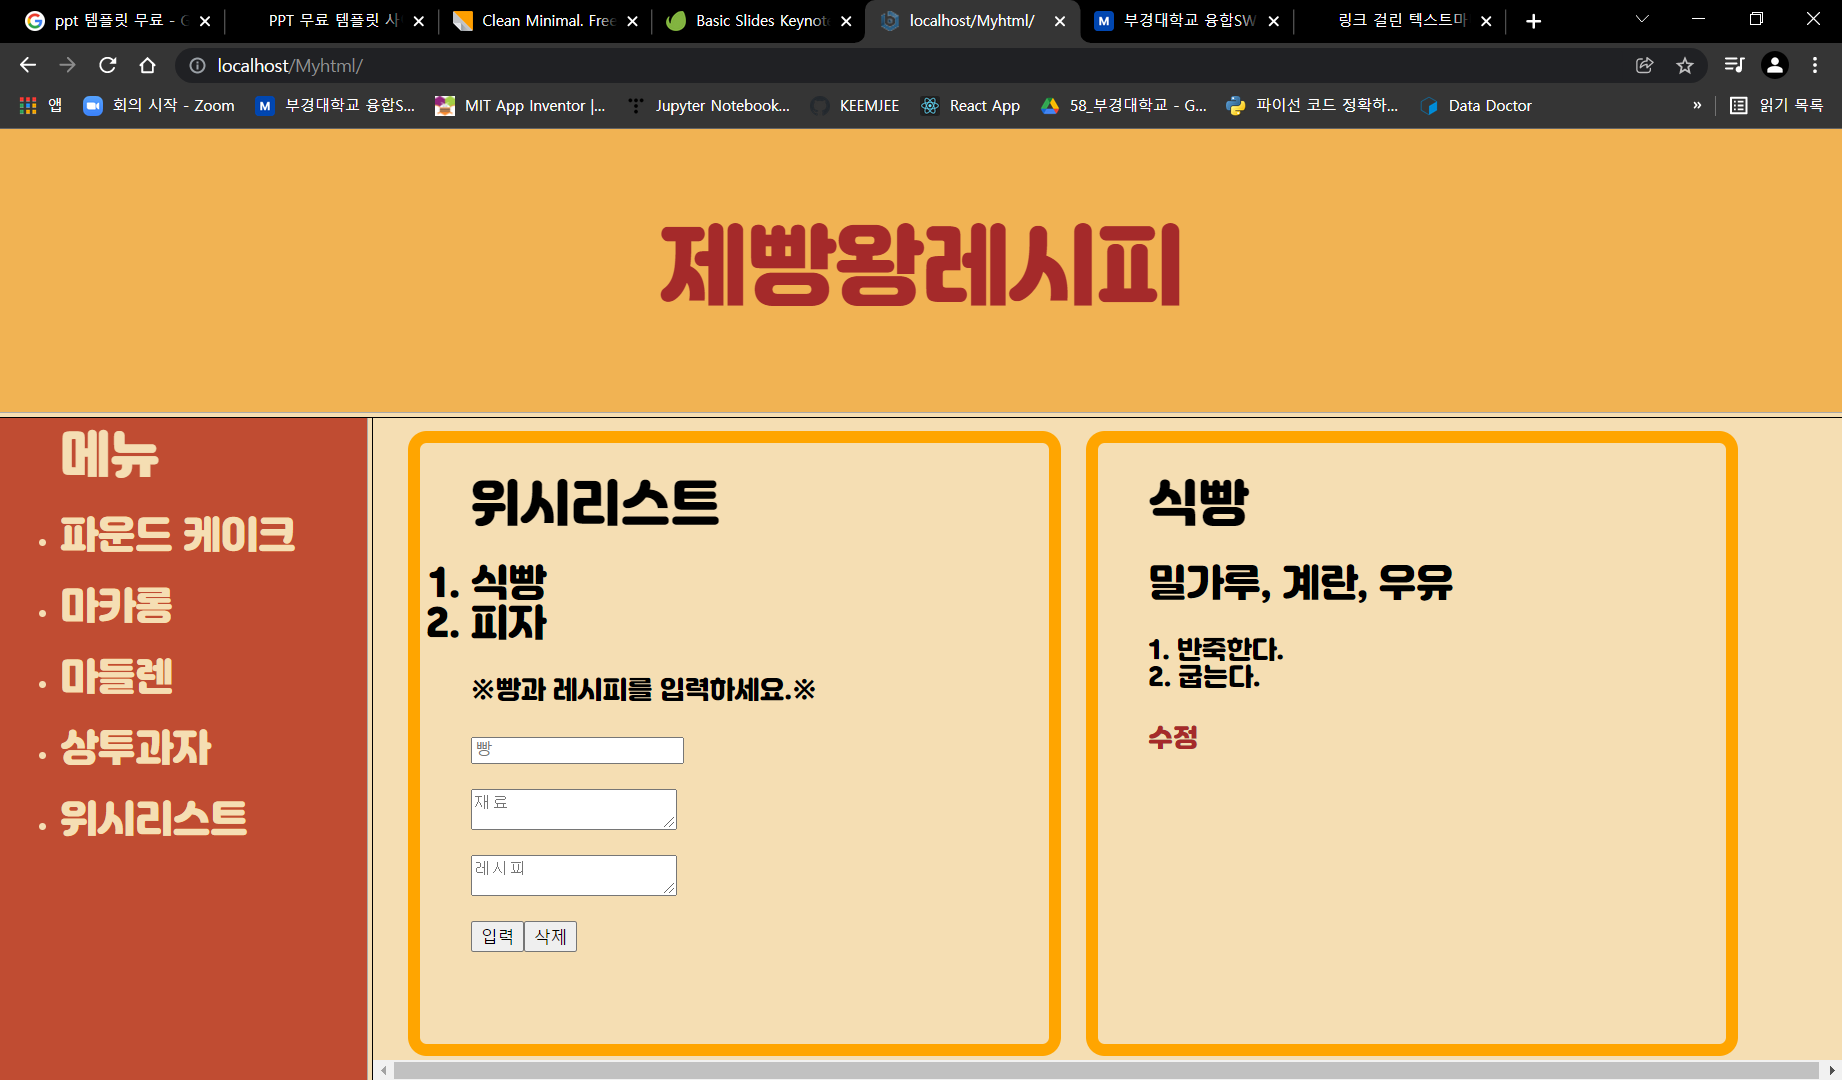 ppt 템플릿 무료 - G
PPT 무료 템플릿 사
Clean Minimal. Free
Basic Slides Keynote
localhost/Myhtml/
부경대학교 융합SW
링크 걸린 텍스트마
localhost/Myhtml/
앱
회의 시작 - Zoom
부경대학교 융합S...
MIT App Inventor |...
Jupyter Notebook...
KEEMJEE
React App
58_부경대학교 - G...
파이선 코드 정확하...
Data Doctor
»
읽기 목록
제빵왕레시피
메뉴
• 파운드 케이크
• 마카롱
• 마들렌
• 상투과자
• 위시리스트
위시리스트
1. 식빵
2. 피자
※빵과 레시피를 입력하세요.※
빵
재료
레시피
입력 삭제
식빵
밀가루, 계란, 우유
1. 반죽한다.
2. 굽는다.
수정